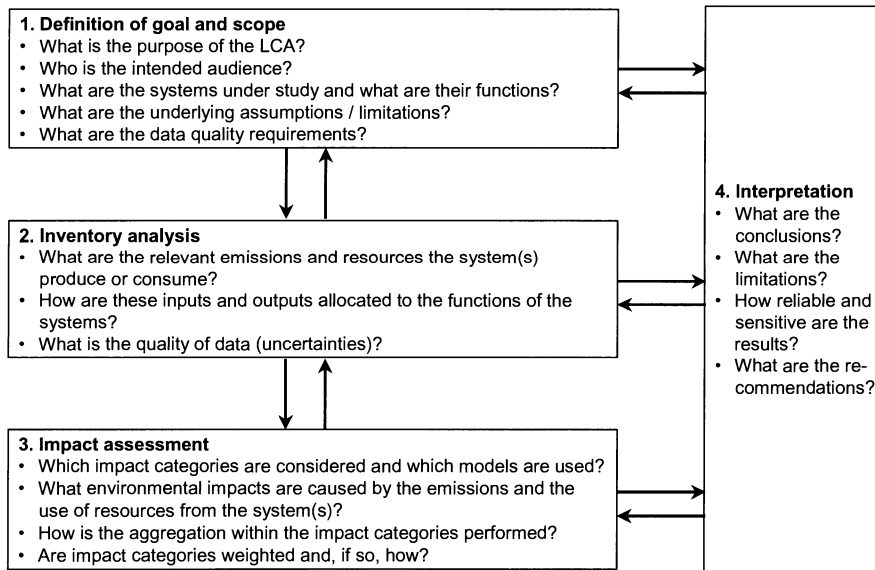 1. Definition of goal and scope
• What is the purpose of the LCA?
• Who is the intended audience?
• What are the systems under study and what are their functions?
• What are the underlying assumptions / limitations?
• What are the data quality requirements?
2. Inventory analysis
• What are the relevant emissions and resources the system(s)
produce or consume?
• How are these inputs and outputs allocated to the functions of the
systems?
• What is the quality of data (uncertainties)?
3. Impact assessment
• Which impact categories are considered and which models are used?
• What environmental impacts are caused by the emissions and the
use of resources from the system(s)?
• How is the aggregation within the impact categories performed?
• Are impact categories weighted and, if so, how?
4. Interpretation
• What are the
conclusions?
• What are the
limitations?
• How reliable and
sensitive are the
results?
• What are the re-
commendations?